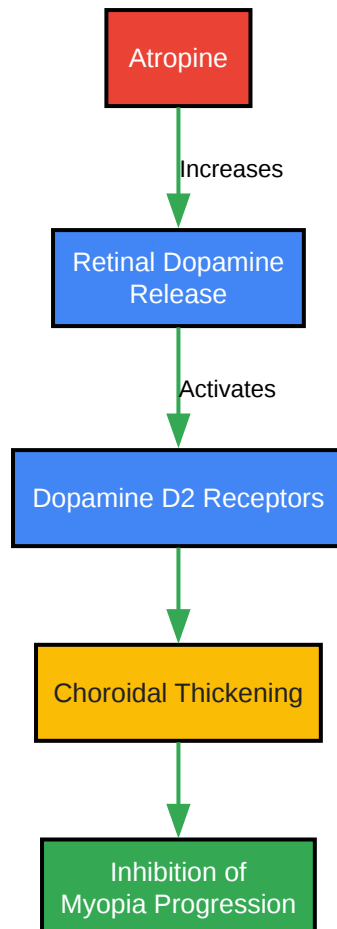 Atropine
Increases
Retinal Dopamine
Release
Activates
Dopamine D2 Receptors
Choroidal Thickening
Inhibition of
Myopia Progression